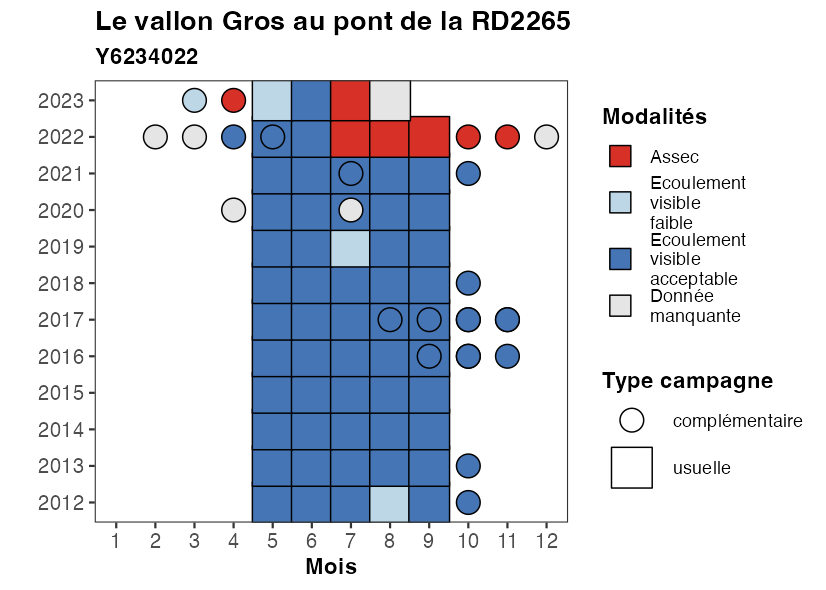 Le vallon Gros au pont de la RD2265
Y6234022
2023
2022
2021
2020
2019
2018
2017
2016
2015
2014
2013
2012
1 2 3 4 5 6 7 8 9 10 11 12
Mois
Modalités
Assec
Ecoulement
visible
faible
Ecoulement
visible
acceptable
Donnée
manquante
Type campagne
complémentaire
usuelle